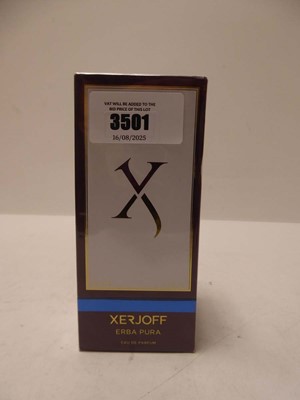 VAT WILL BE ADDED TO THE
BID PRICE OF THIS LOT
3501
16/08/2025
X
XERJOFF
ERBA PURA
EAU DE PARFUM